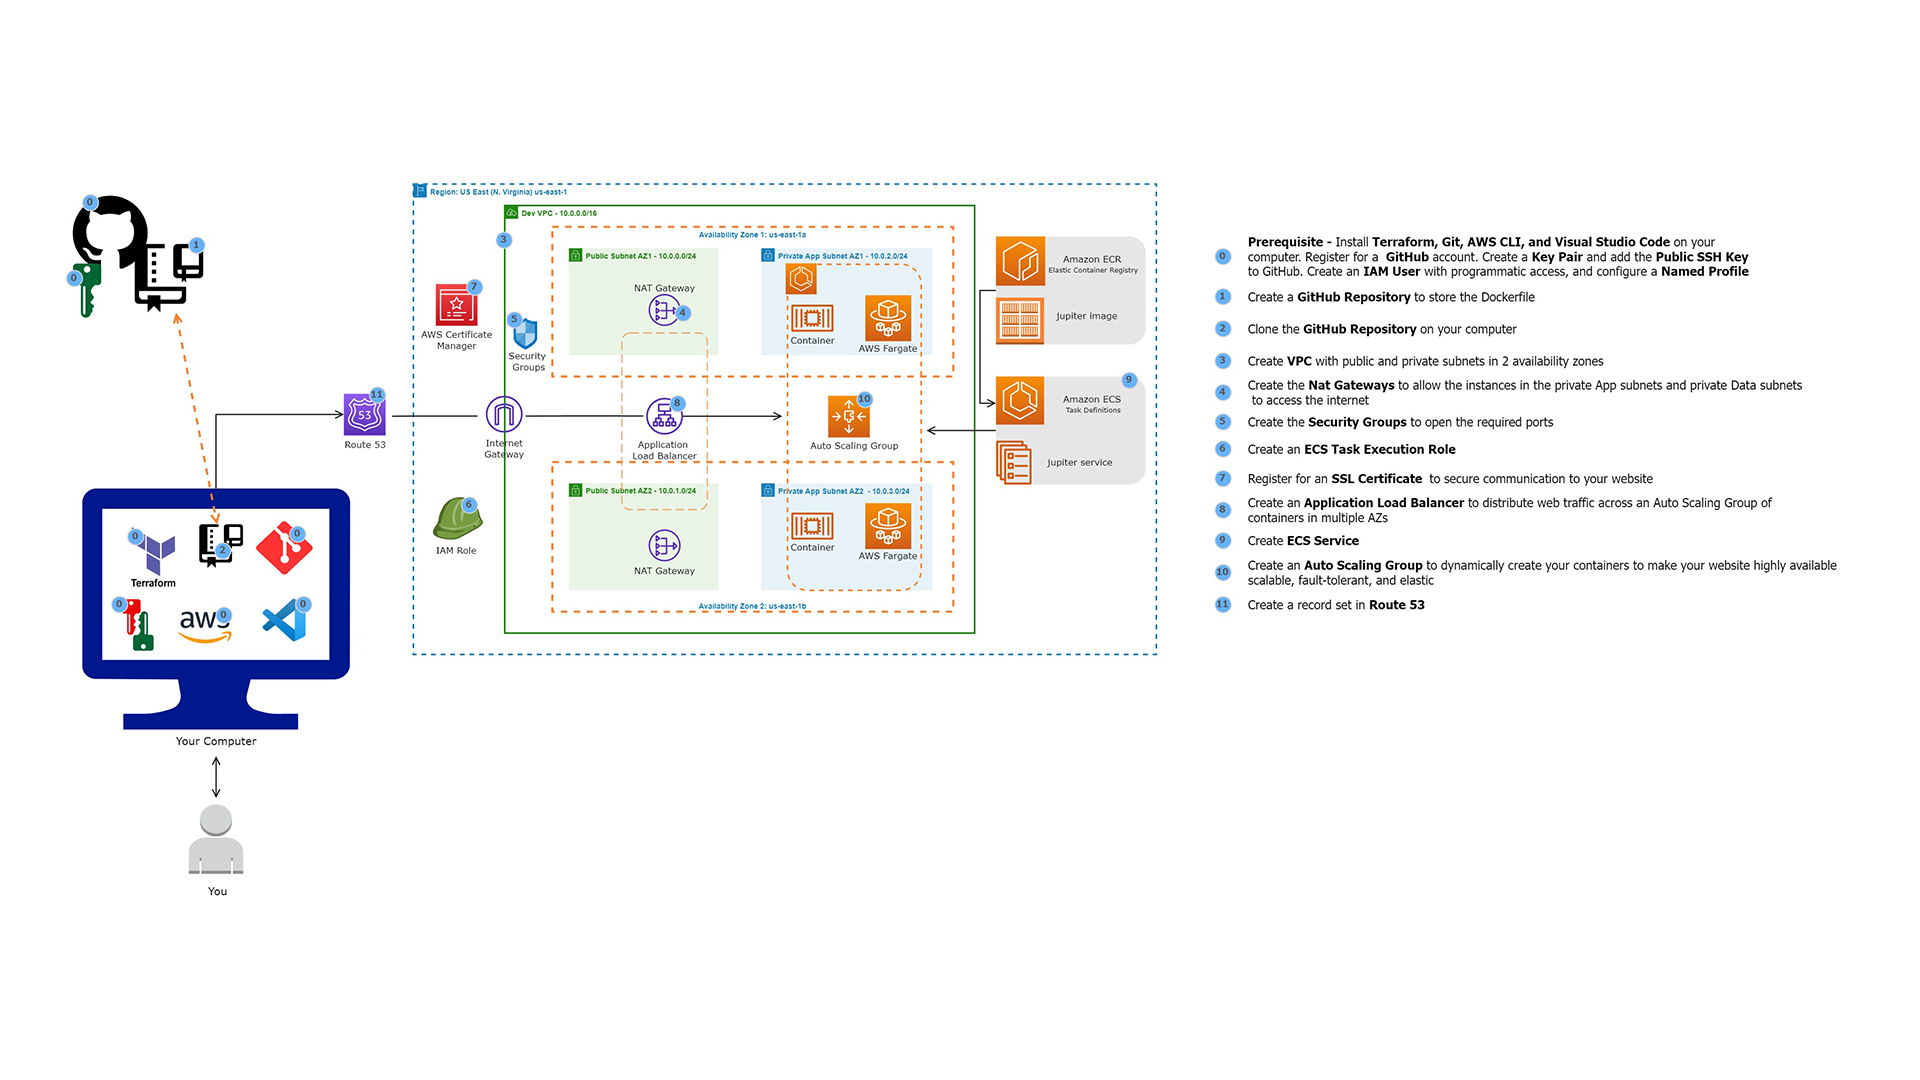 0
1
0
Region: US East (N. Virginia) us-east-1
Dev VPC - 10.0.0.0/16
3
Availability Zone 1: us-east-1a
Public Subnet AZ1 - 10.0.0.0/24
Private App Subnet AZ1 - 10.0.2.0/24
NAT Gateway
4
Container
AWS Fargate
7
AWS Certificate
Manager
5
Security
Groups
Amazon ECR
Elastic Container Registry
jupiter image
9
Amazon ECS
Task Definitions
jupiter service
11
53
Route 53
Internet
Gateway
8
Application
Load Balancer
10
Auto Scaling Group
6
IAM Role
Public Subnet AZ2 - 10.0.1.0/24
Private App Subnet AZ2 - 10.0.3.0/24
Container
AWS Fargate
NAT Gateway
Availability Zone 2: us-east-1b
0
2
0
Terraform
0
aws
0
0
Your Computer
You
0 Prerequisite - Install Terraform, Git, AWS CLI, and Visual Studio Code on your
computer. Register for a GitHub account. Create a Key Pair and add the Public SSH Key
to GitHub. Create an IAM User with programmatic access, and configure a Named Profile
1 Create a GitHub Repository to store the Dockerfile
2 Clone the GitHub Repository on your computer
3 Create VPC with public and private subnets in 2 availability zones
4 Create the Nat Gateways to allow the instances in the private App subnets and private Data subnets
to access the internet
5 Create the Security Groups to open the required ports
6 Create an ECS Task Execution Role
7 Register for an SSL Certificate to secure communication to your website
8 Create an Application Load Balancer to distribute web traffic across an Auto Scaling Group of
containers in multiple AZs
9 Create ECS Service
10 Create an Auto Scaling Group to dynamically create your containers to make your website highly available
scalable, fault-tolerant, and elastic
11 Create a record set in Route 53